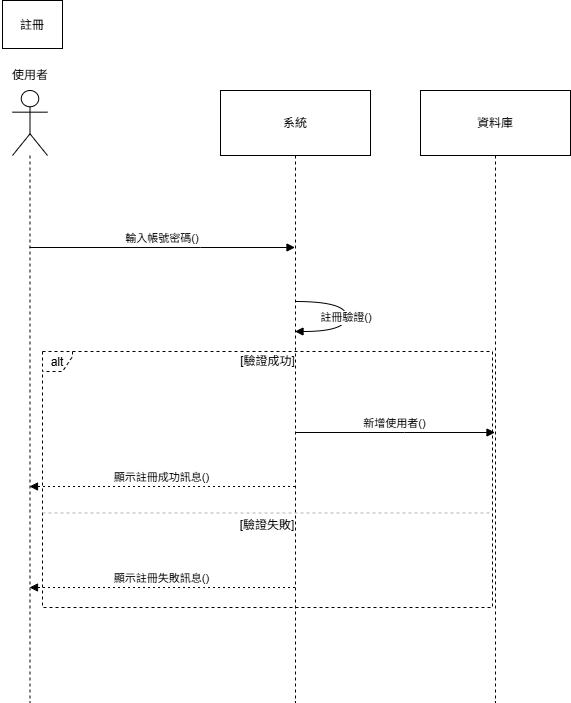 註冊
使用者
系統
資料庫
輸入帳號密碼()
註冊驗證()
alt
[驗證成功]
新增使用者()
顯示註冊成功訊息()
[驗證失敗]
顯示註冊失敗訊息()